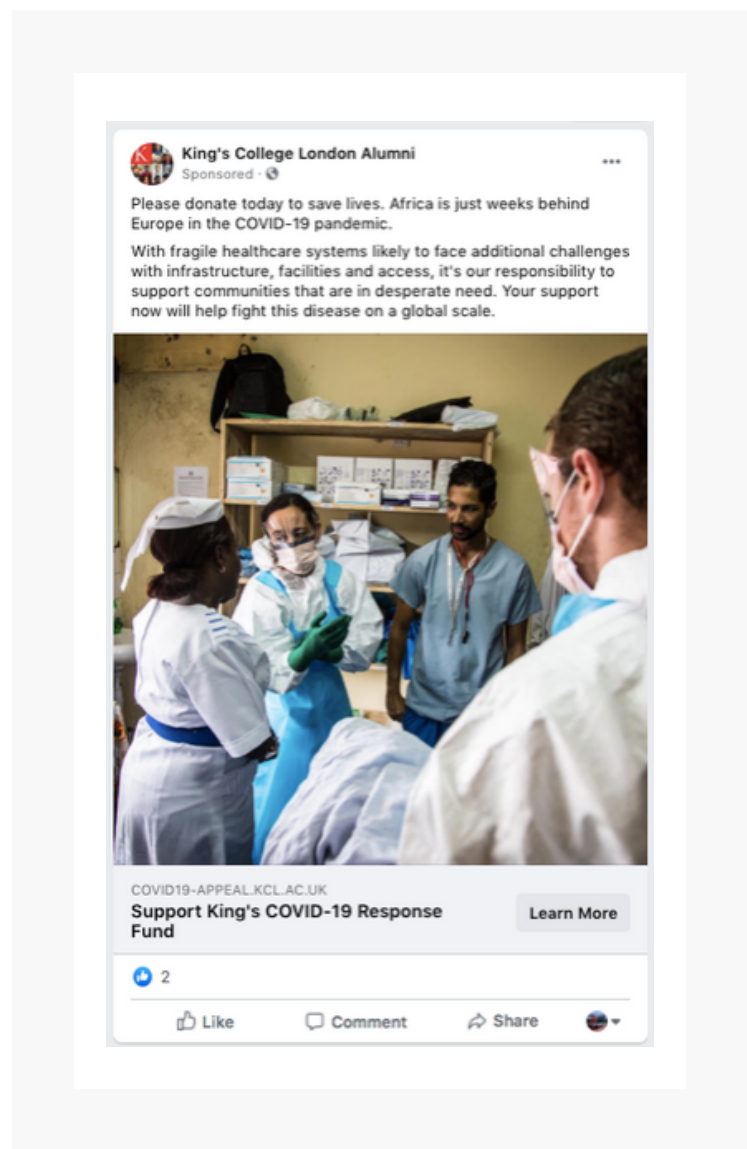 King's College London Alumni
Sponsored ·
Please donate today to save lives. Africa is just weeks behind
Europe in the COVID-19 pandemic.
With fragile healthcare systems likely to face additional challenges
with infrastructure, facilities and access, it's our responsibility to
support communities that are in desperate need. Your support
now will help fight this disease on a global scale.
COVID19-APPEAL.KCL.AC.UK
Support King's COVID-19 Response
Fund
Learn More
2
Like Comment Share